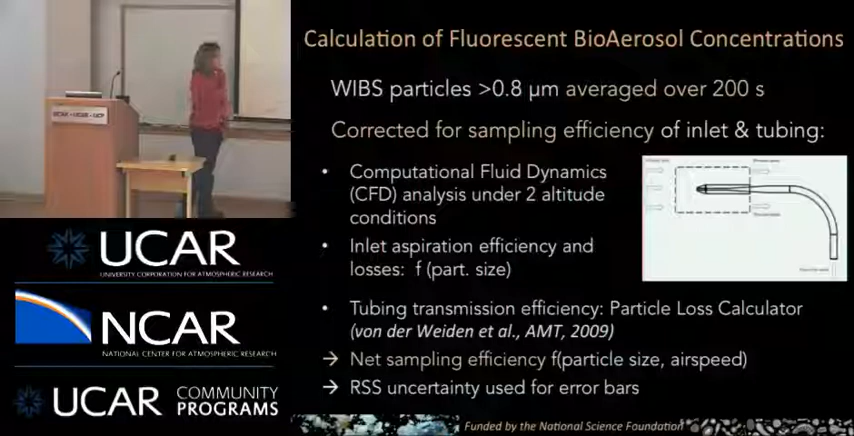 Calculation of Fluorescent BioAerosol Concentrations
WIBS particles >0.8 µm averaged over 200 s
Corrected for sampling efficiency of inlet & tubing:
• Computational Fluid Dynamics
(CFD) analysis under 2 altitude
conditions
• Inlet aspiration efficiency and
losses: f (part. size)
• Tubing transmission efficiency: Particle Loss Calculator
(von der Weiden et al., AMT, 2009)
→ Net sampling efficiency f(particle size, airspeed)
→ RSS uncertainty used for error bars
Funded by the National Science Foundation
UCAR • NCAR • UCP
UCAR
UNIVERSITY CORPORATION FOR ATMOSPHERIC RESEARCH
NCAR
NATIONAL CENTER FOR ATMOSPHERIC RESEARCH
UCAR COMMUNITY
PROGRAMS